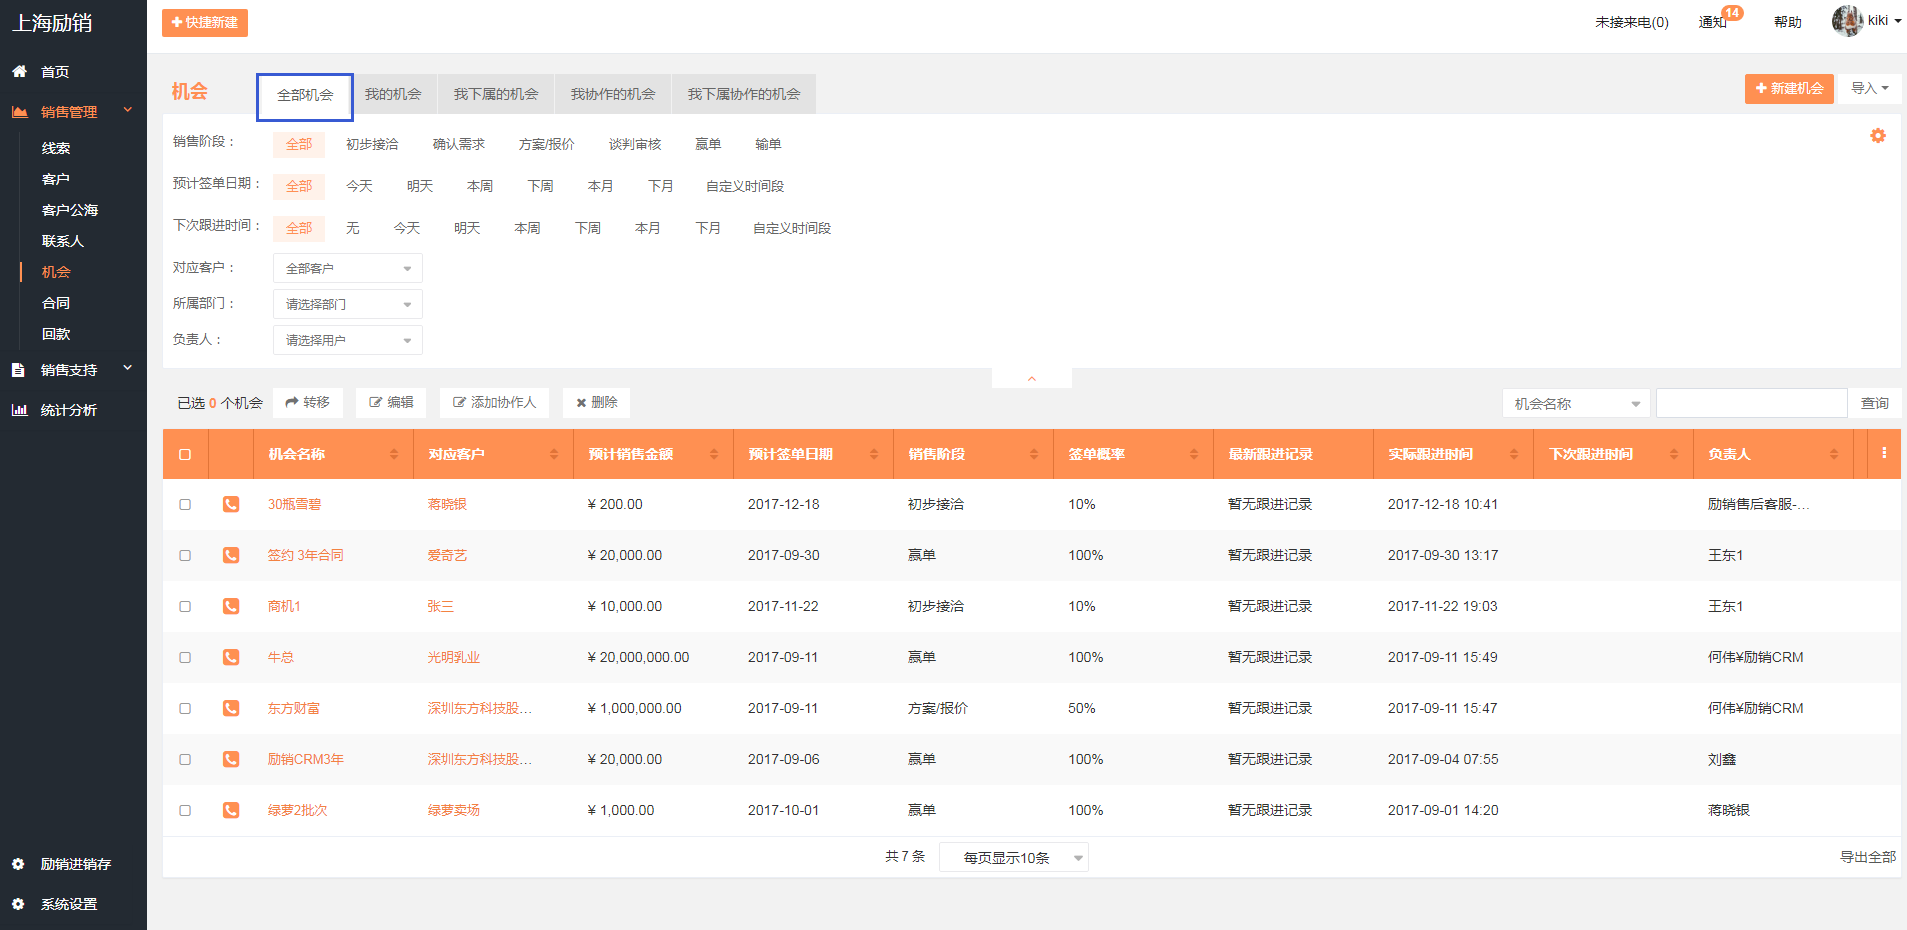 上海励销
快捷新建
未接来电(0)
通知
14
帮助
kiki
首页
销售管理
线索
客户
客户公海
联系人
机会
合同
回款
销售支持
统计分析
励销进销存
系统设置
机会
全部机会 我的机会 我下属的机会 我协作的机会 我下属协作的机会
新建机会
导入
销售阶段： 全部 初步接洽 确认需求 方案/报价 谈判审核 赢单 输单
预计签单日期： 全部 今天 明天 本周 下周 本月 下月 自定义时间段
下次跟进时间： 全部 无 今天 明天 本周 下周 本月 下月 自定义时间段
对应客户： 全部客户
所属部门： 请选择部门
负责人： 请选择用户
已选 0 个机会 转移 编辑 添加协作人 删除 机会名称 查询
机会名称 对应客户 预计销售金额 预计签单日期 销售阶段 签单概率 最新跟进记录 实际跟进时间 下次跟进时间 负责人
30瓶雪碧 蒋晓银 ¥ 200.00 2017-12-18 初步接洽 10% 暂无跟进记录 2017-12-18 10:41 励销售后客服-...
签约 3年合同 爱奇艺 ¥ 20,000.00 2017-09-30 赢单 100% 暂无跟进记录 2017-09-30 13:17 王东1
商机1 张三 ¥ 10,000.00 2017-11-22 初步接洽 10% 暂无跟进记录 2017-11-22 19:03 王东1
牛总 光明乳业 ¥ 20,000,000.00 2017-09-11 赢单 100% 暂无跟进记录 2017-09-11 15:49 何伟¥励销CRM
东方财富 深圳东方科技股... ¥ 1,000,000.00 2017-09-11 方案/报价 50% 暂无跟进记录 2017-09-11 15:47 何伟¥励销CRM
励销CRM3年 深圳东方科技股... ¥ 20,000.00 2017-09-06 赢单 100% 暂无跟进记录 2017-09-04 07:55 刘鑫
绿萝2批次 绿萝卖场 ¥ 1,000.00 2017-10-01 赢单 100% 暂无跟进记录 2017-09-01 14:20 蒋晓银
共 7 条 每页显示10条 导出全部